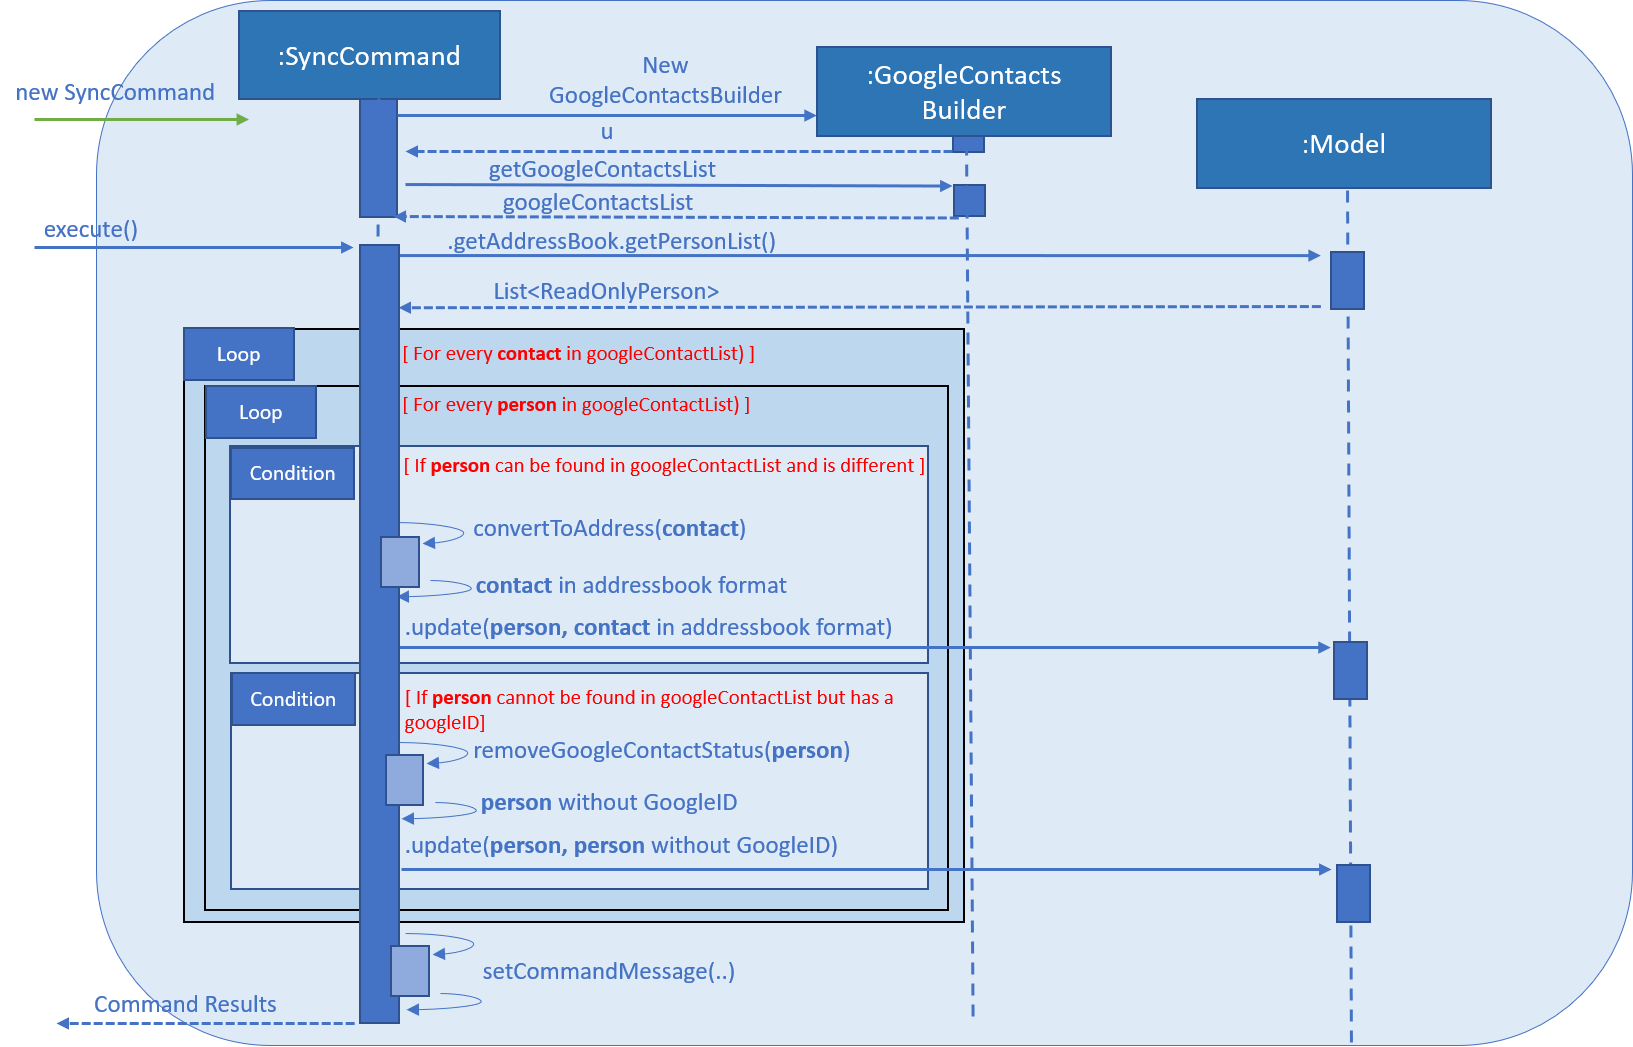 :SyncCommand
New
GoogleContactsBuilder
:GoogleContacts
Builder
new SyncCommand
u
:Model
getGoogleContactsList
googleContactsList
execute()
.getAddressBook.getPersonList()
List<ReadOnlyPerson>
Loop
[ For every contact in googleContactList) ]
Loop
[ For every person in googleContactList) ]
Condition
[ If person can be found in googleContactList and is different ]
convertToAddress(contact)
contact in addressbook format
.update(person, contact in addressbook format)
Condition
[ If person cannot be found in googleContactList but has a
googleID]
removeGoogleContactStatus(person)
person without GoogleID
.update(person, person without GoogleID)
setCommandMessage(..)
Command Results